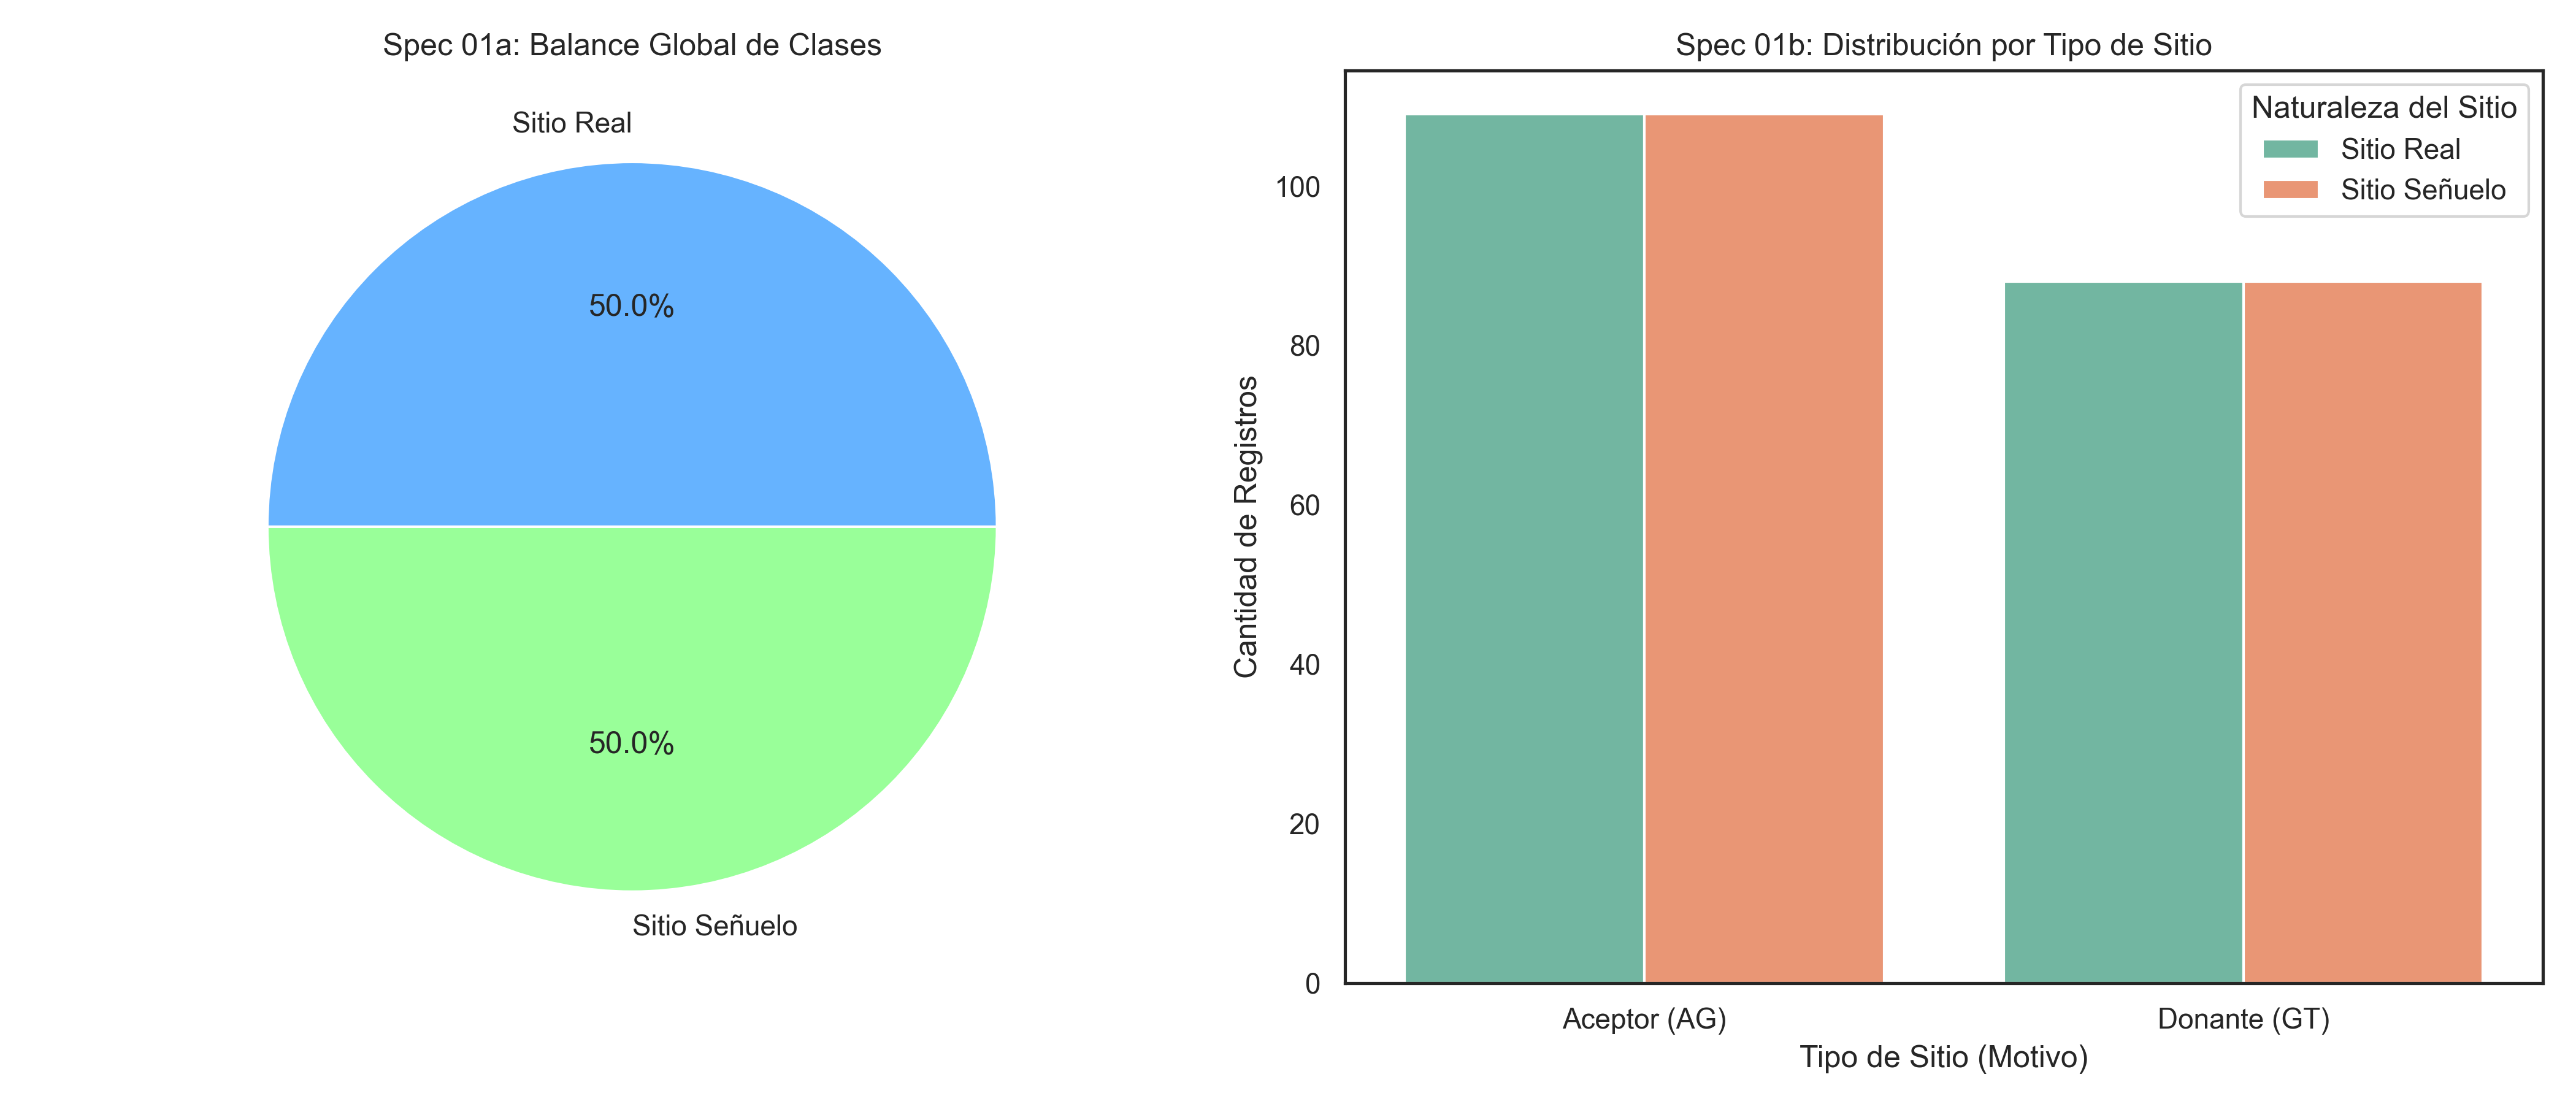 Spec 01a: Balance Global de Clases
Sitio Real
50.0%
50.0%
Sitio Señuelo
Spec 01b: Distribución por Tipo de Sitio
Naturaleza del Sitio
Sitio Real
Sitio Señuelo
Cantidad de Registros
100
80
60
40
20
0
Aceptor (AG)
Donante (GT)
Tipo de Sitio (Motivo)